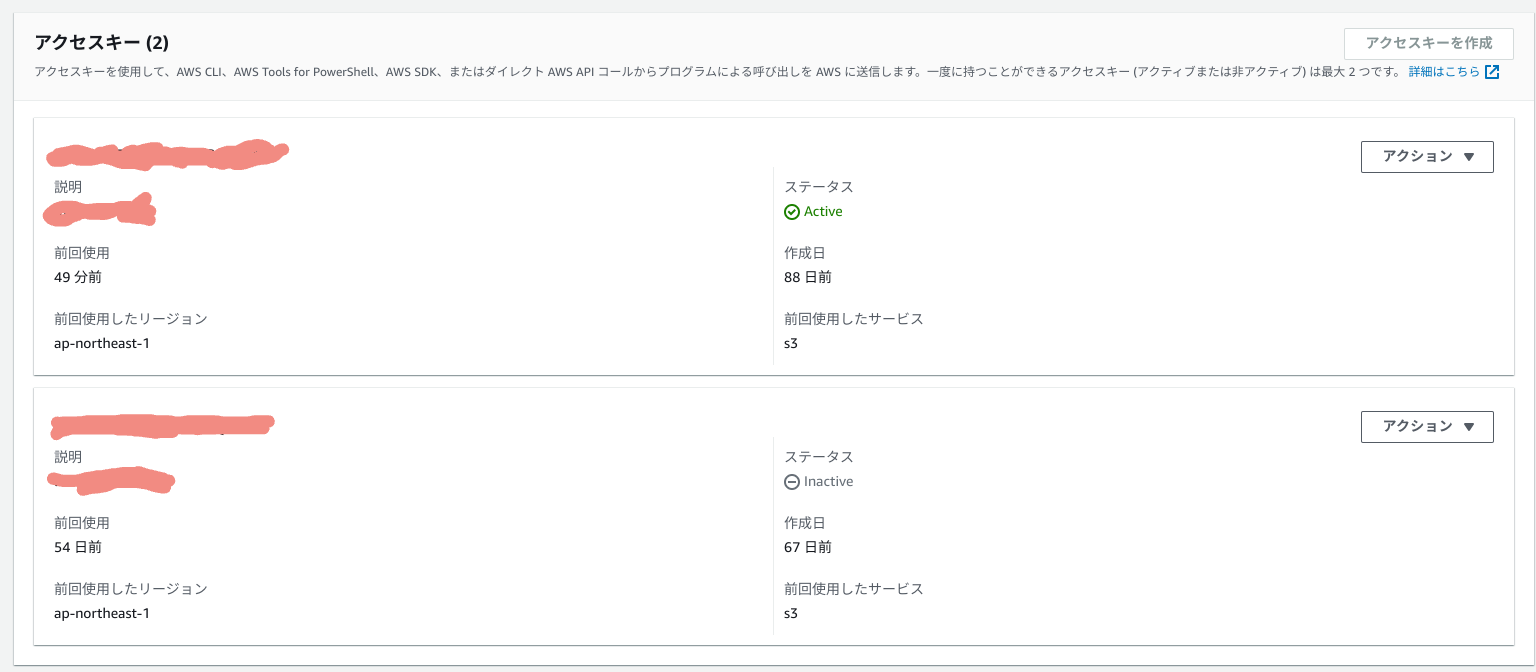 アクセスキー (2)
アクセスキーを作成
アクセスキーを使用して、AWS CLI、AWS Tools for PowerShell、AWS SDK、またはダイレクト AWS API コールからプログラムによる呼び出しを AWS に送信します。一度に持つことができるアクセスキー (アクティブまたは非アクティブ) は最大 2 つです。 詳細はこちら
アクション
説明
ステータス
Active
前回使用
49 分前
作成日
88 日前
前回使用したリージョン
ap-northeast-1
前回使用したサービス
s3
アクション
説明
ステータス
Inactive
前回使用
54 日前
作成日
67 日前
前回使用したリージョン
ap-northeast-1
前回使用したサービス
s3